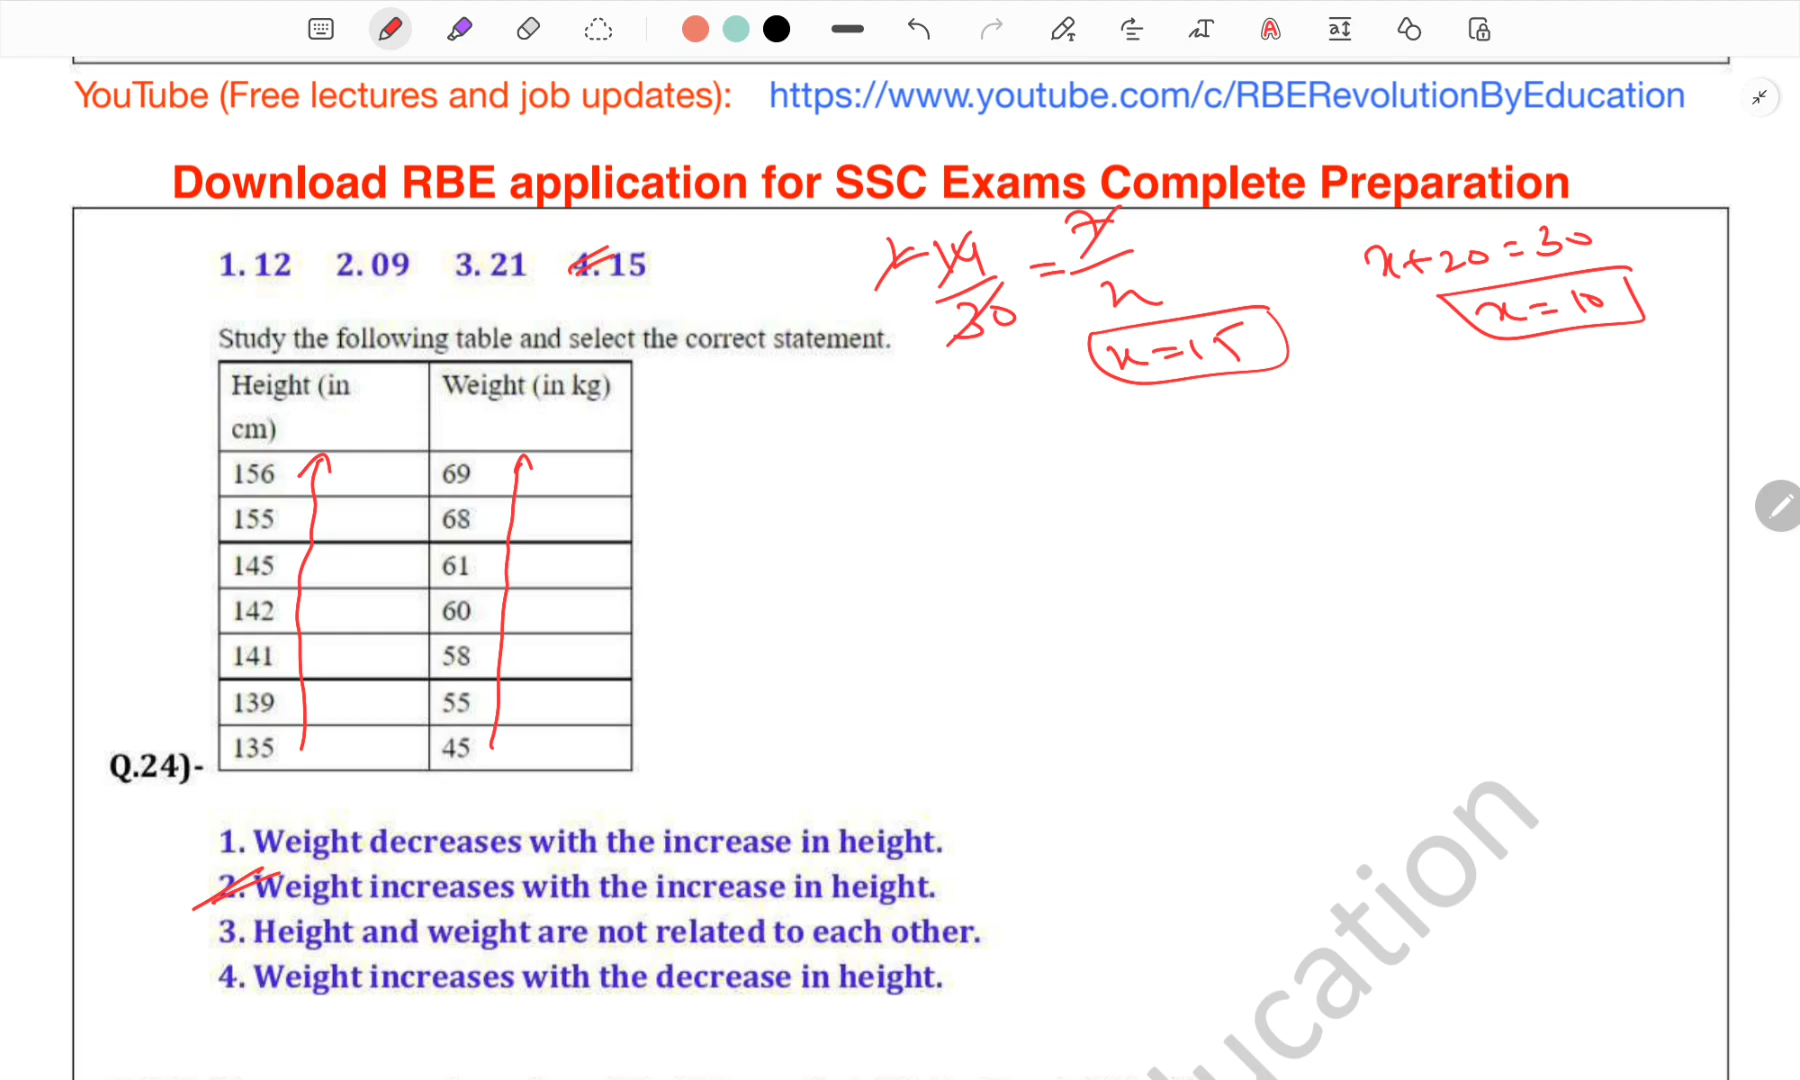 YouTube (Free lectures and job updates): https://www.youtube.com/c/RBERevolutionByEducation
Download RBE application for SSC Exams Complete Preparation
1. 12 2. 09 3. 21 4. 15
14/30 = 7/x
x=15
x+20=30
x=10
Study the following table and select the correct statement.
Height (in cm) Weight (in kg)
156 69
155 68
145 61
142 60
141 58
139 55
135 45
Q.24)-
1. Weight decreases with the increase in height.
2. Weight increases with the increase in height.
3. Height and weight are not related to each other.
4. Weight increases with the decrease in height.
ucation